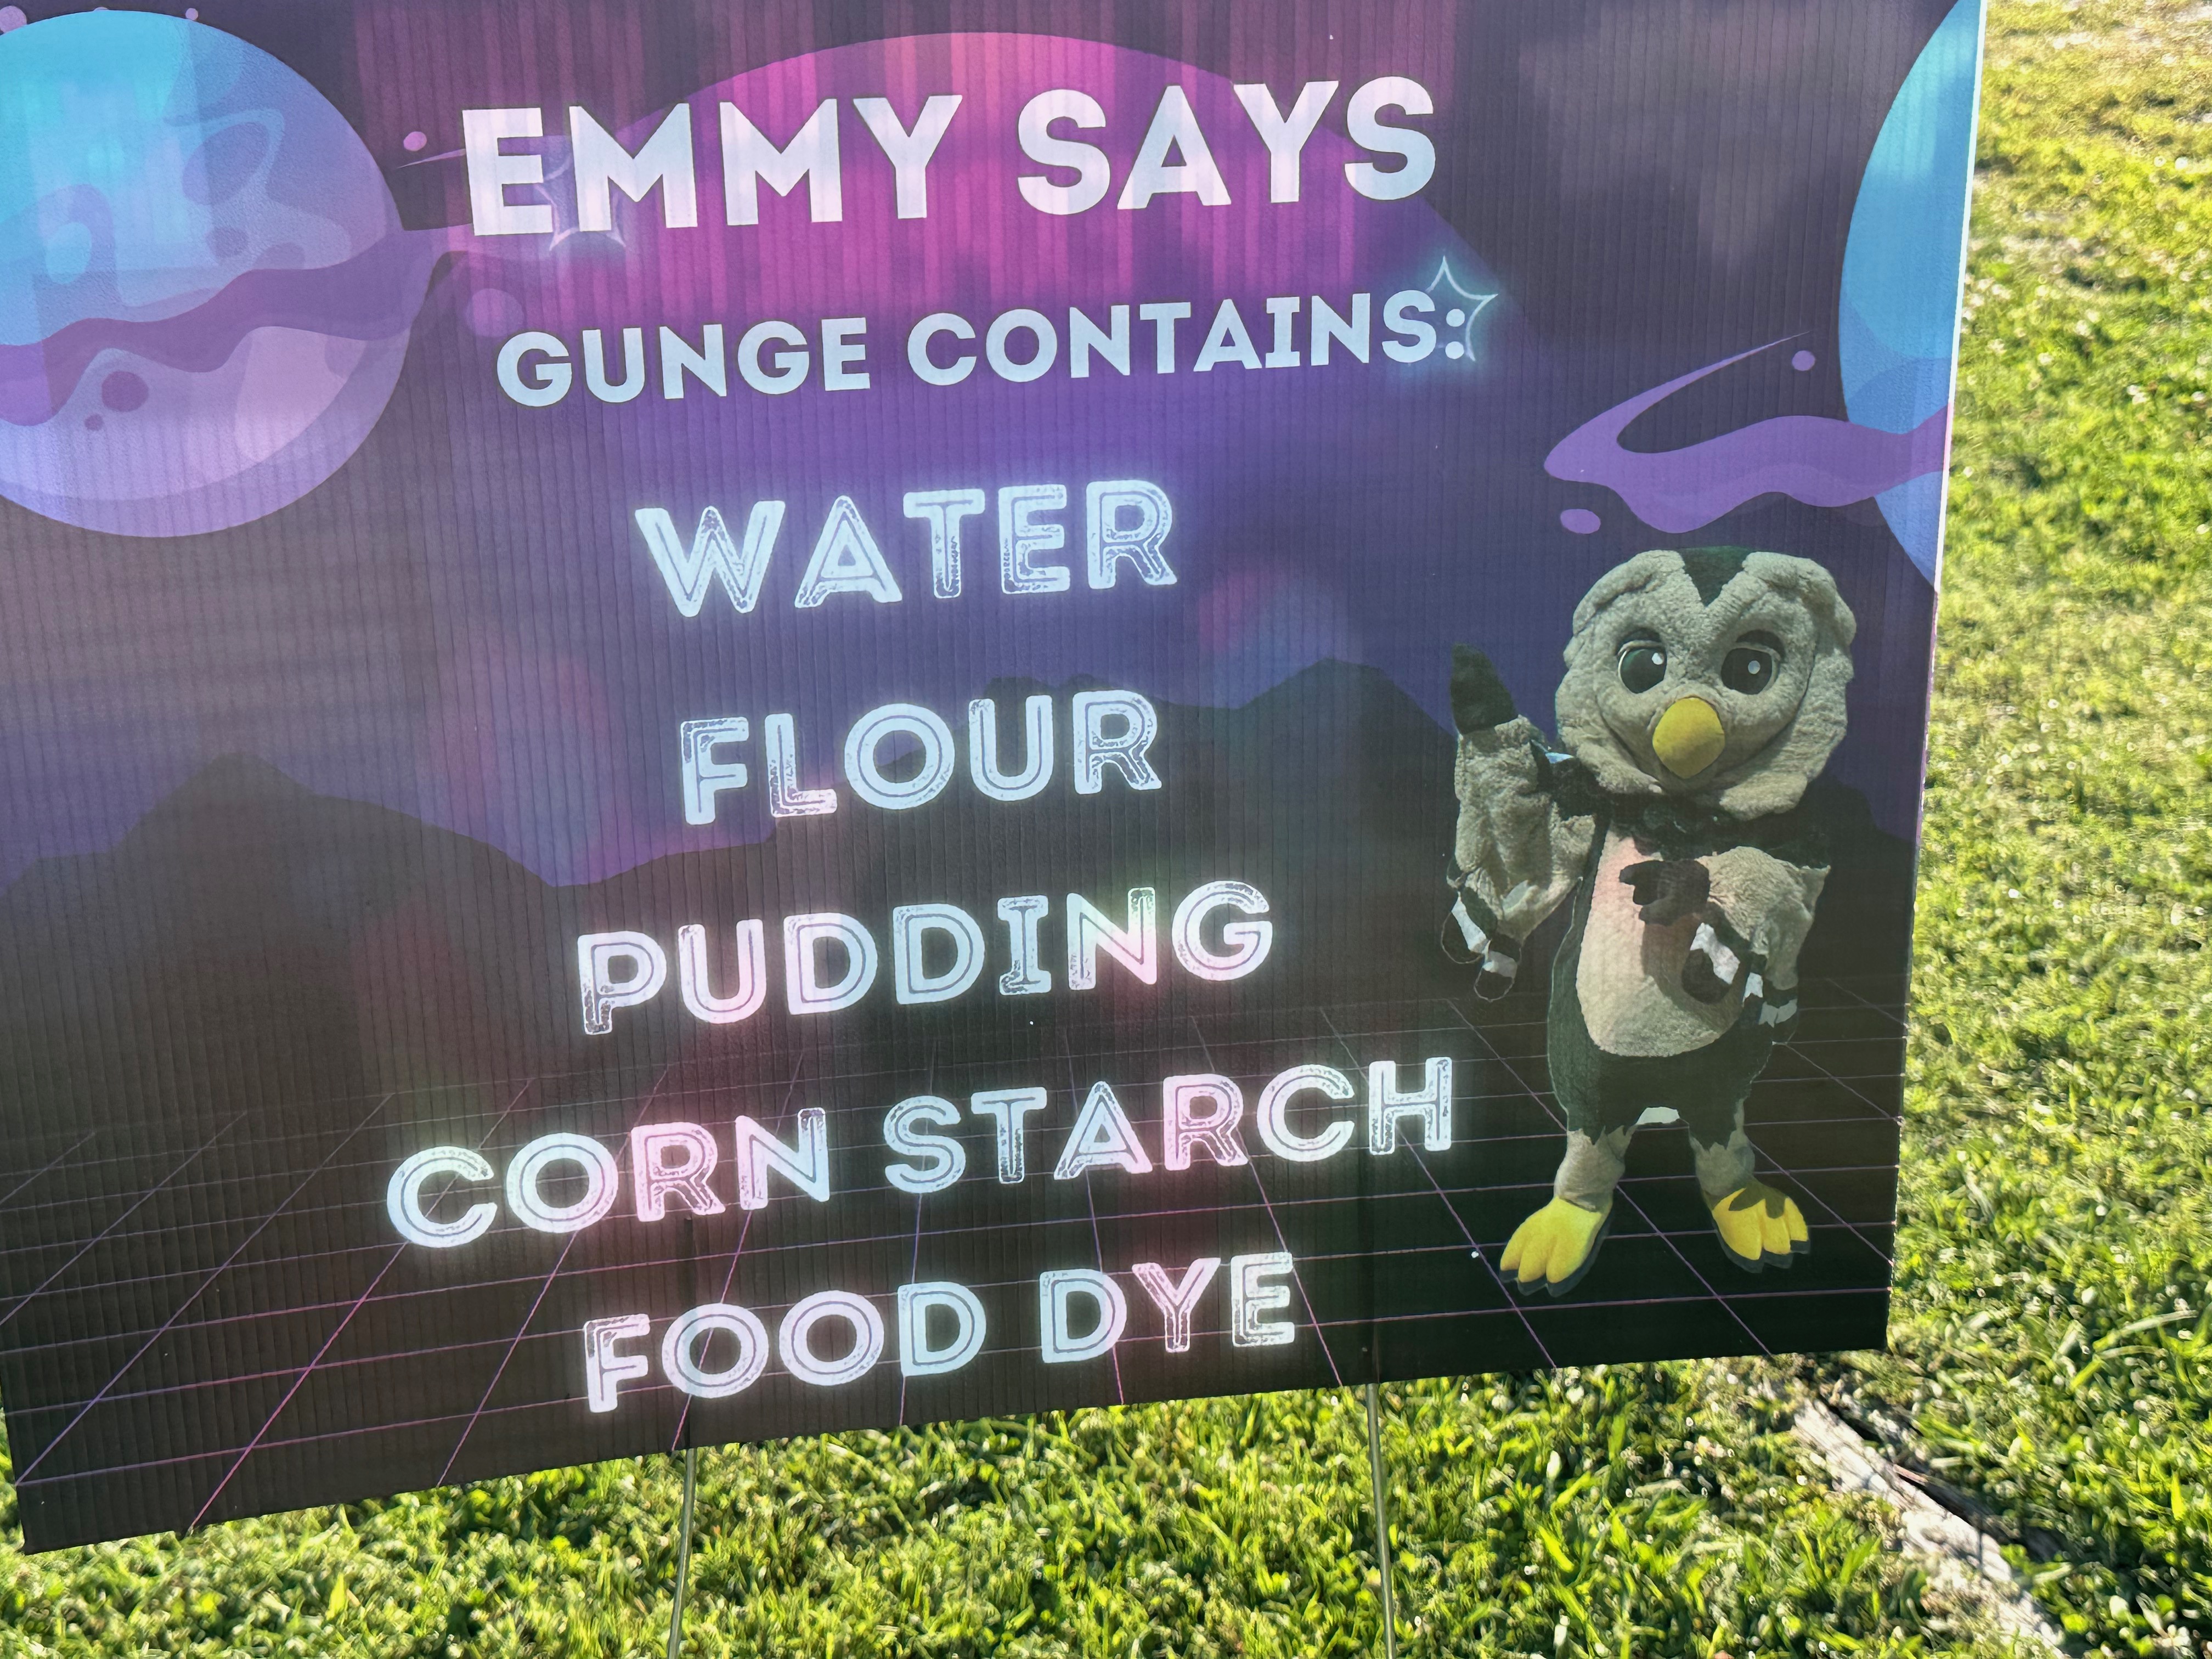 EMMY SAYS
GUNGE CONTAINS:
WATER
FLOUR
PUDDING
CORN STARCH
FOOD DYE